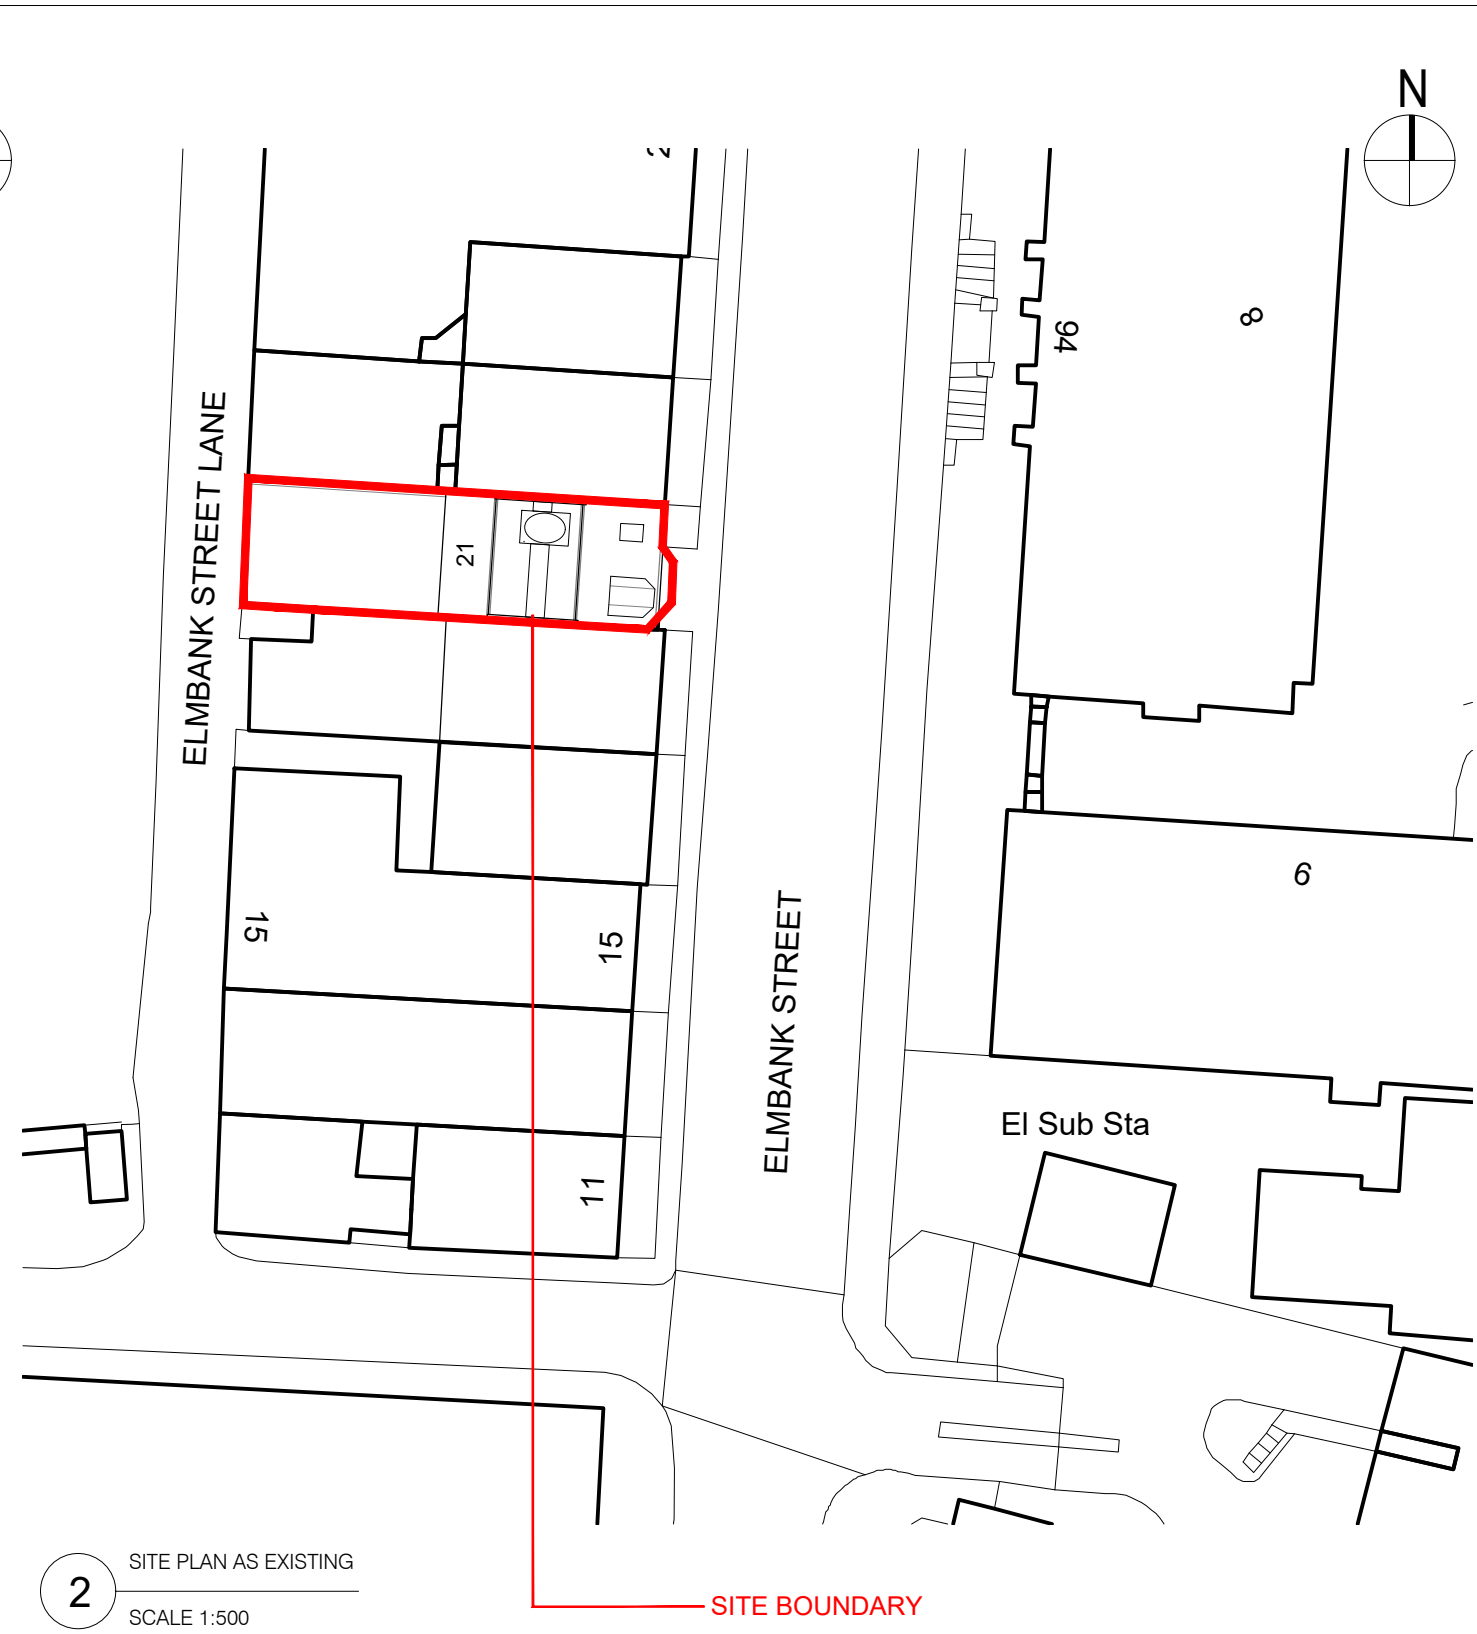 N
94
8
ELMBANK STREET LANE
21
6
15
15
ELMBANK STREET
11
El Sub Sta
2
SITE PLAN AS EXISTING
SCALE 1:500
SITE BOUNDARY